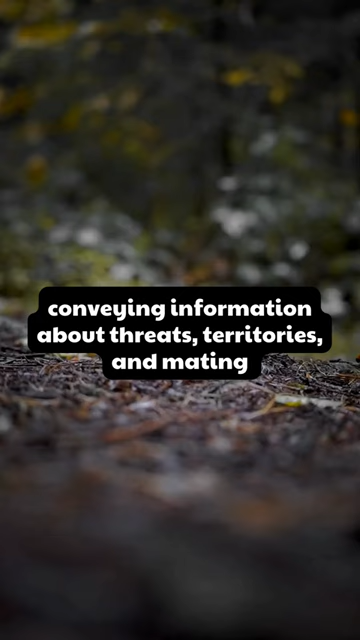 conveying information
about threats, territories,
and mating